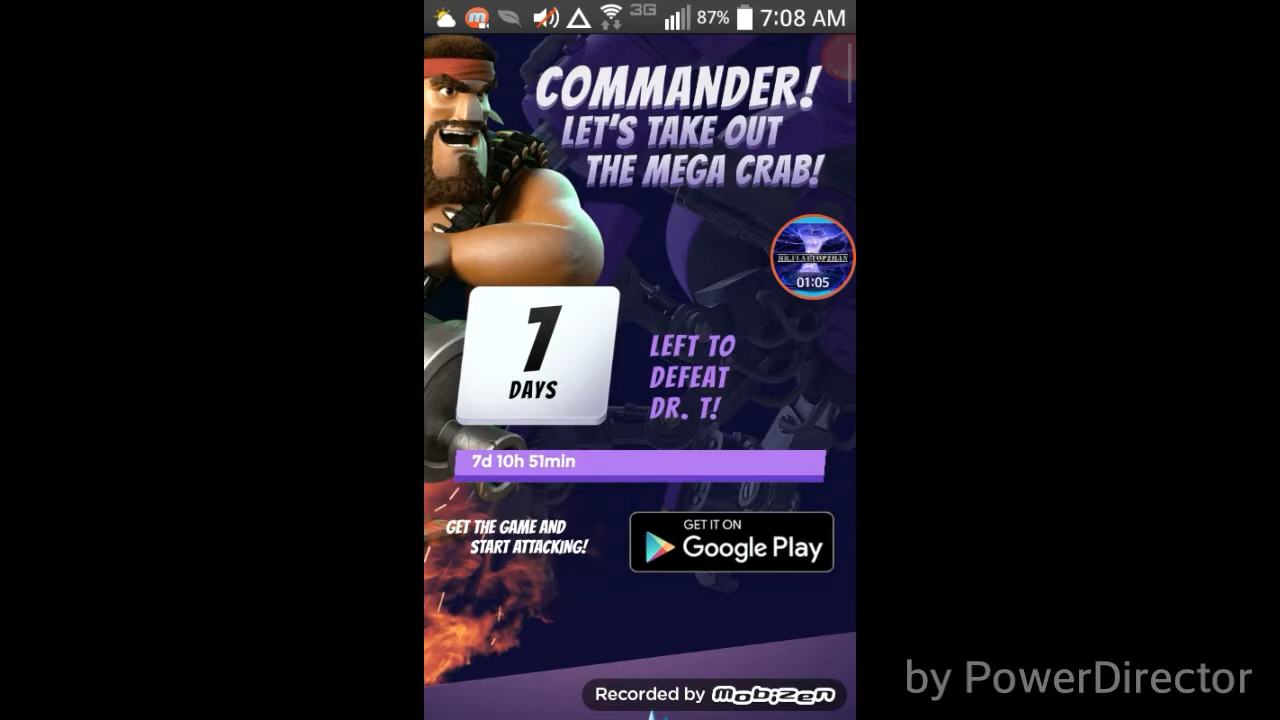 3G 87% 7:08 AM
COMMANDER!
LET'S TAKE OUT
THE MEGA CRAB!
01:05
7
DAYS
LEFT TO
DEFEAT
DR. T!
7d 10h 51min
GET THE GAME AND
START ATTACKING!
GET IT ON
Google Play
Recorded by mobizen
by PowerDirector